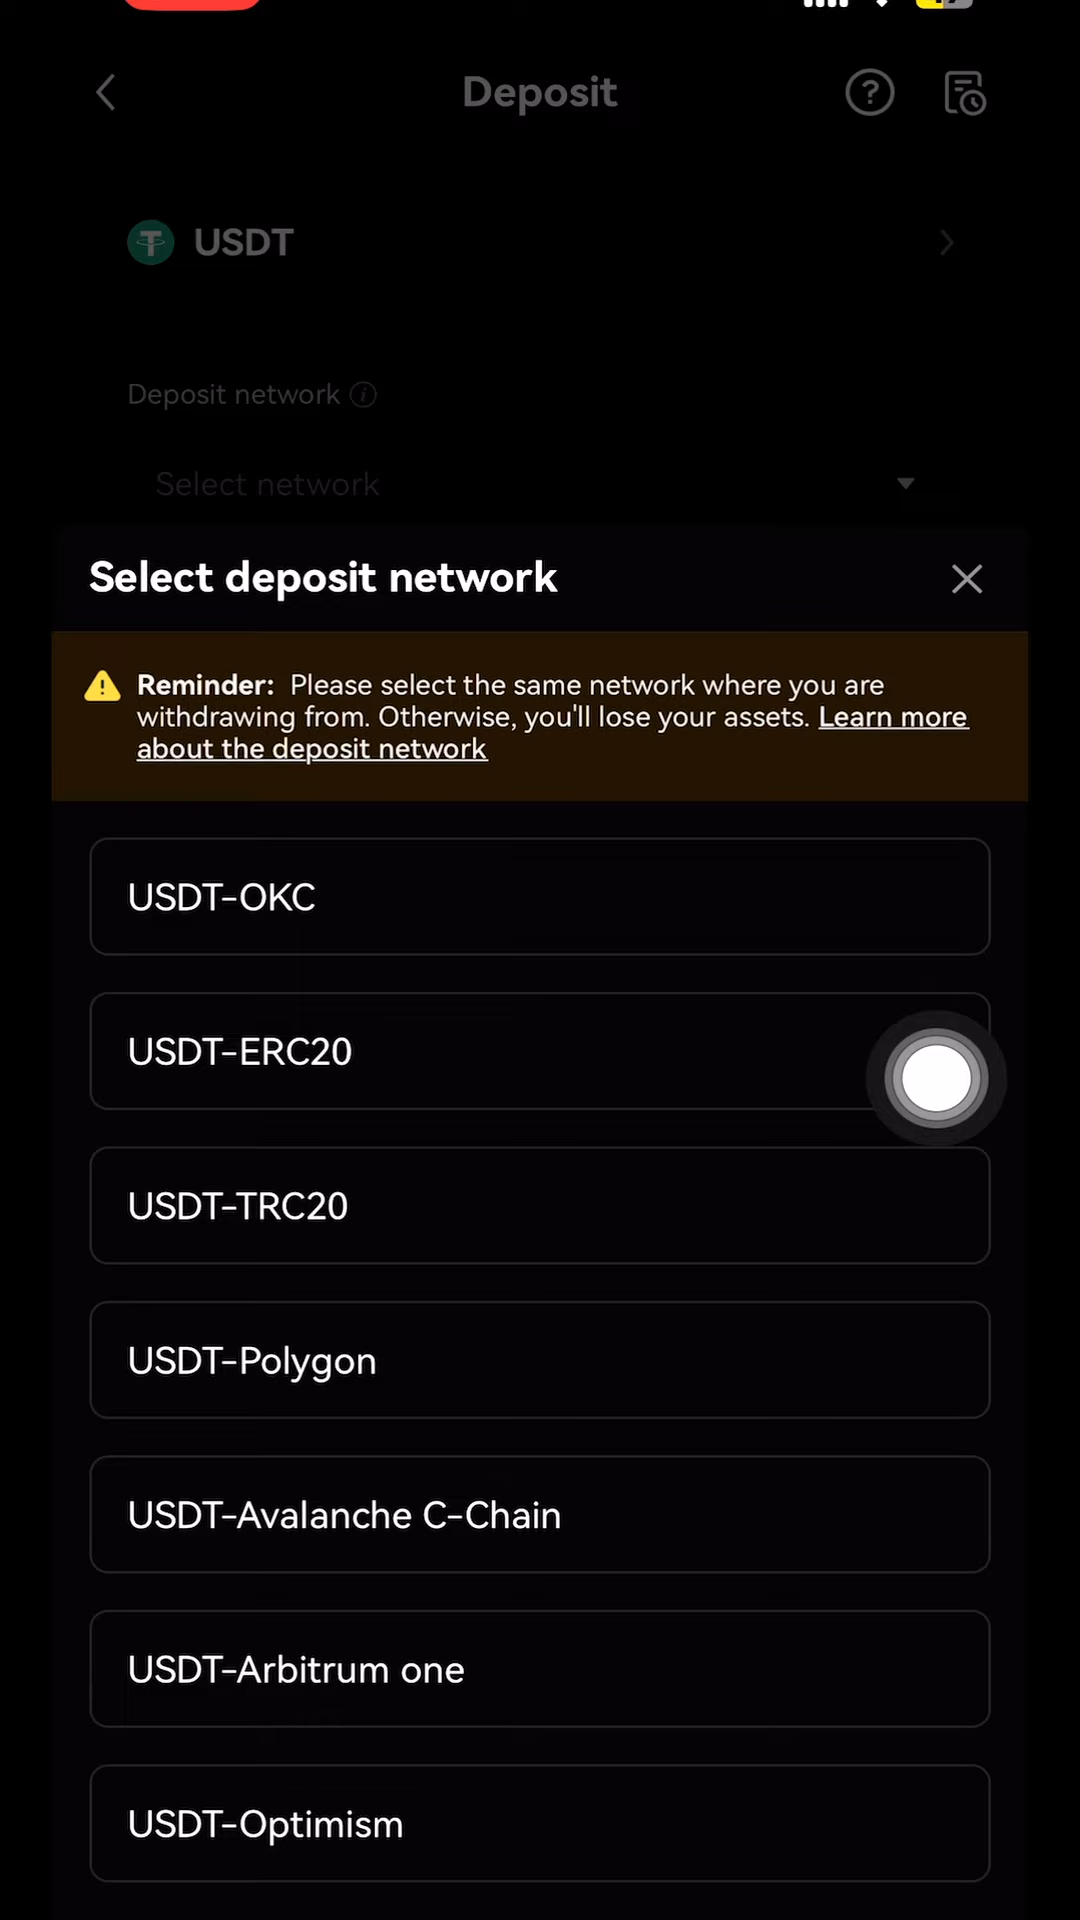 Deposit
USDT
Deposit network
Select network
Select deposit network
Reminder: Please select the same network where you are
withdrawing from. Otherwise, you'll lose your assets. Learn more
about the deposit network
USDT-OKC
USDT-ERC20
USDT-TRC20
USDT-Polygon
USDT-Avalanche C-Chain
USDT-Arbitrum one
USDT-Optimism